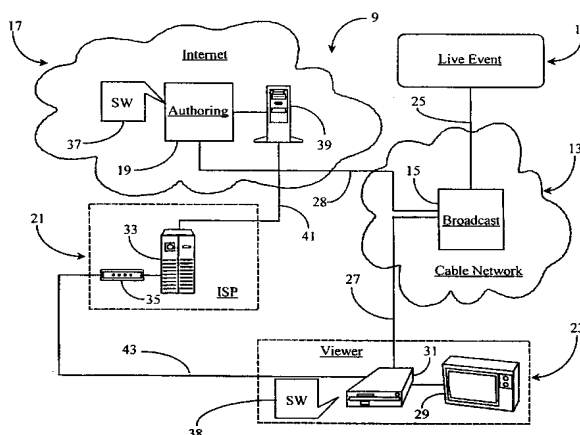 17
9
Internet
Live Event
SW
Authoring
37
39
19
25
13
28
15
Broadcast
Cable Network
21
33
41
35
ISP
27
43
Viewer
31
23
SW
38
29